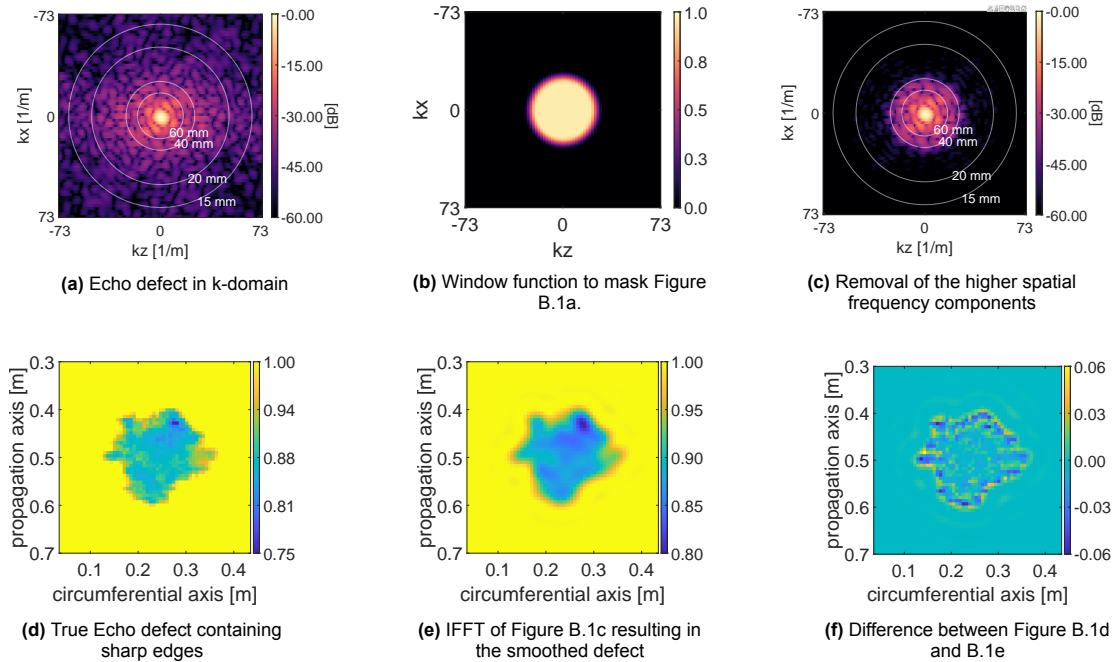 -73
kx [1/m]
0
73
-73
0
73
kz [1/m]
60 mm
40 mm
20 mm
15 mm
-0.00
-15.00
-30.00
-45.00
-60.00
[dB]
(a) Echo defect in k-domain
-73
kx
0
73
-73
0
73
kz
1.0
0.9
0.8
0.6
0.5
0.4
0.3
0.1
0.0
(b) Window function to mask Figure
B.1a.
-73
kx [1/m]
0
73
-73
0
73
kz [1/m]
60 mm
40 mm
20 mm
15 mm
-0.00
-15.00
-30.00
-45.00
-60.00
[dB]
(c) Removal of the higher spatial
frequency components
0.3
0.4
0.5
0.6
0.7
propagation axis [m]
0.1 0.2 0.3 0.4
circumferential axis [m]
1.00
0.94
0.88
0.81
0.75
(d) True Echo defect containing
sharp edges
0.3
0.4
0.5
0.6
0.7
propagation axis [m]
0.1 0.2 0.3 0.4
circumferential axis [m]
1.00
0.95
0.90
0.85
0.80
(e) IFFT of Figure B.1c resulting in
the smoothed defect
0.3
0.4
0.5
0.6
0.7
propagation axis [m]
0.1 0.2 0.3 0.4
circumferential axis [m]
0.06
0.03
0.00
-0.03
-0.06
(f) Difference between Figure B.1d
and B.1e